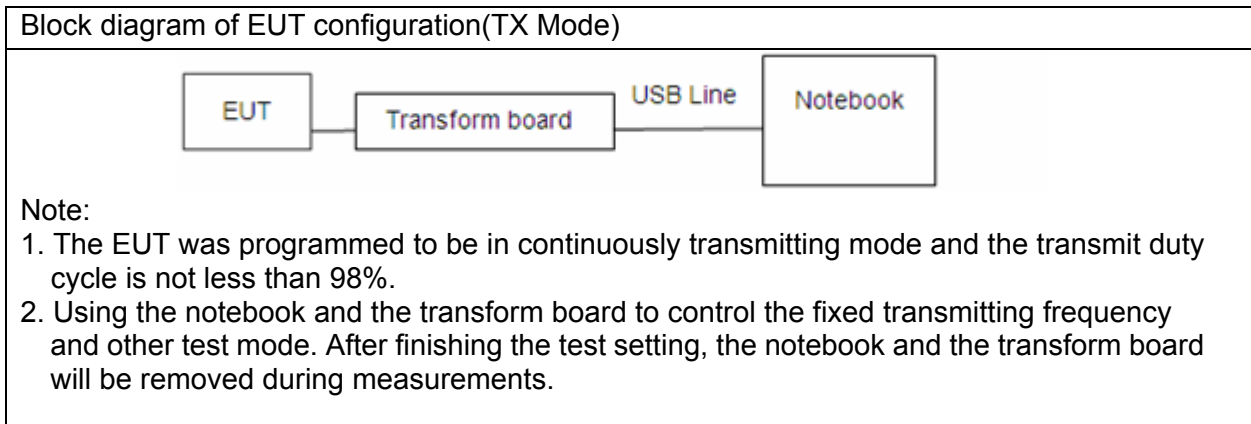 Block diagram of EUT configuration(TX Mode)
EUT
Transform board
USB Line
Notebook
Note:
1. The EUT was programmed to be in continuously transmitting mode and the transmit duty
cycle is not less than 98%.
2. Using the notebook and the transform board to control the fixed transmitting frequency
and other test mode. After finishing the test setting, the notebook and the transform board
will be removed during measurements.